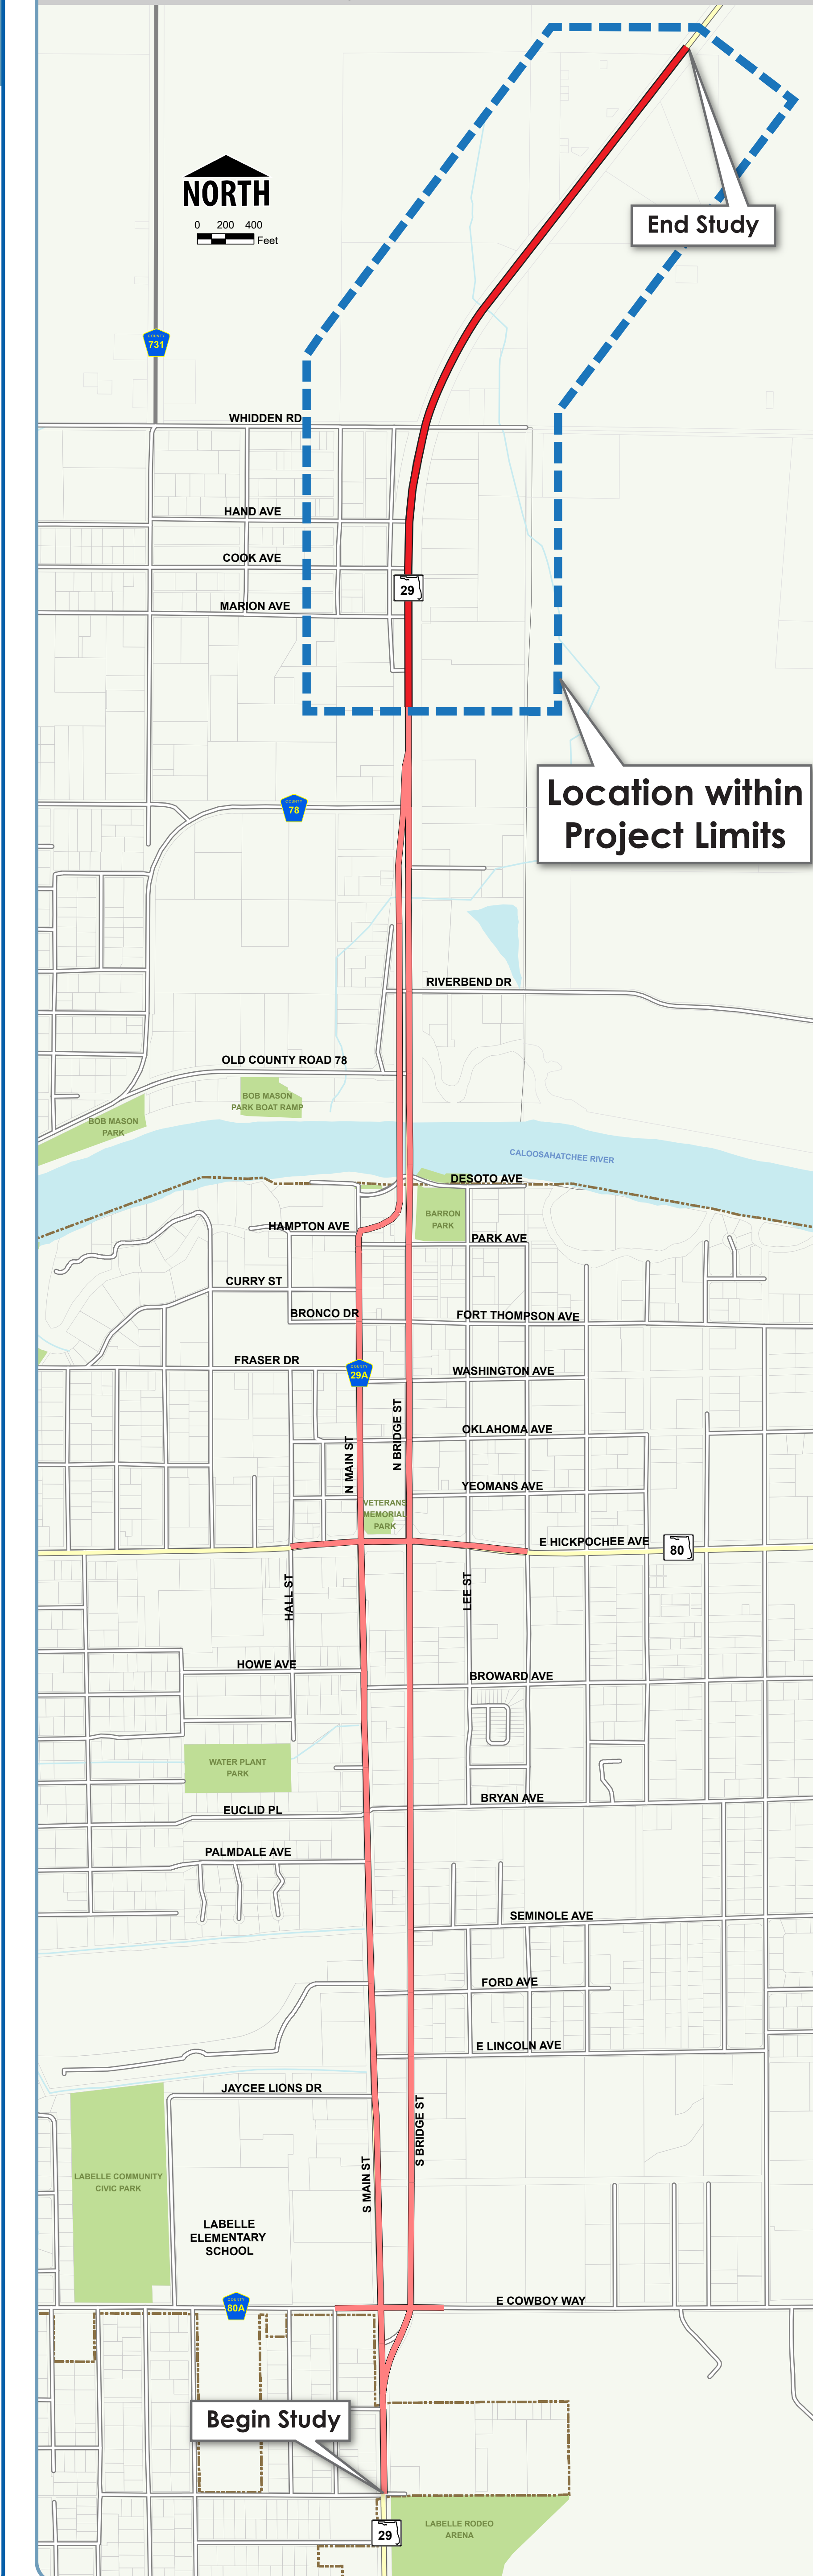 NORTH
0 200 400
Feet
End Study
COUNTY
731
WHIDDEN RD
HAND AVE
COOK AVE
29
MARION AVE
Location within
Project Limits
COUNTY
78
RIVERBEND DR
OLD COUNTY ROAD 78
BOB MASON
PARK BOAT RAMP
BOB MASON
PARK
CALOOSAHATCHEE RIVER
DESOTO AVE
BARRON
PARK
HAMPTON AVE
PARK AVE
CURRY ST
BRONCO DR
FORT THOMPSON AVE
FRASER DR
COUNTY
29A
WASHINGTON AVE
N BRIDGE ST
N MAIN ST
OKLAHOMA AVE
YEOMANS AVE
VETERANS
MEMORIAL
PARK
E HICKPOCHEE AVE
80
HALL ST
LEE ST
HOWE AVE
BROWARD AVE
WATER PLANT
PARK
BRYAN AVE
EUCLID PL
PALMDALE AVE
SEMINOLE AVE
FORD AVE
E LINCOLN AVE
JAYCEE LIONS DR
S BRIDGE ST
S MAIN ST
LABELLE COMMUNITY
CIVIC PARK
LABELLE
ELEMENTARY
SCHOOL
COUNTY
80A
E COWBOY WAY
Begin Study
29
LABELLE RODEO
ARENA